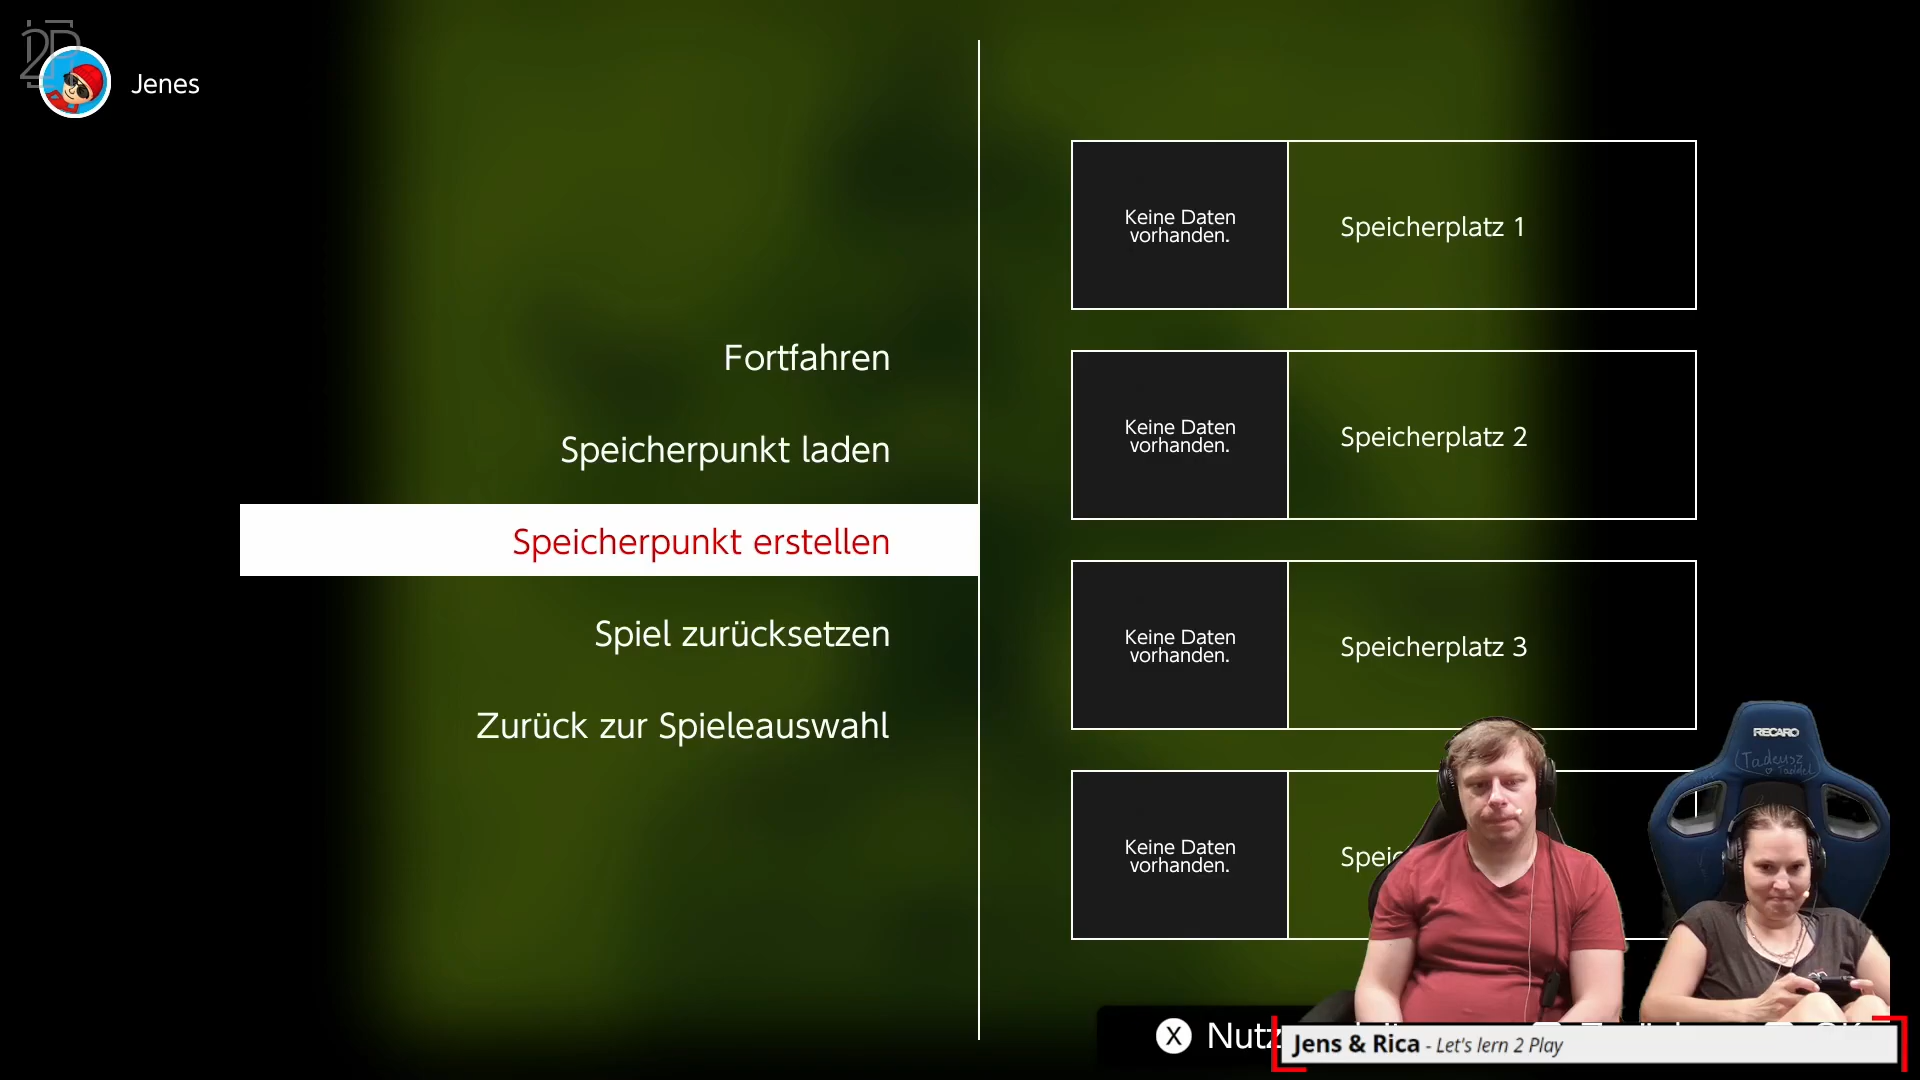 Jenes
Fortfahren
Speicherpunkt laden
Speicherpunkt erstellen
Spiel zurücksetzen
Zurück zur Spieleauswahl
Keine Daten
vorhanden.
Speicherplatz 1
Keine Daten
vorhanden.
Speicherplatz 2
Keine Daten
vorhanden.
Speicherplatz 3
Keine Daten
vorhanden.
RECARO
Tadeusz
X
Jens & Rica - Let's lern 2 Play